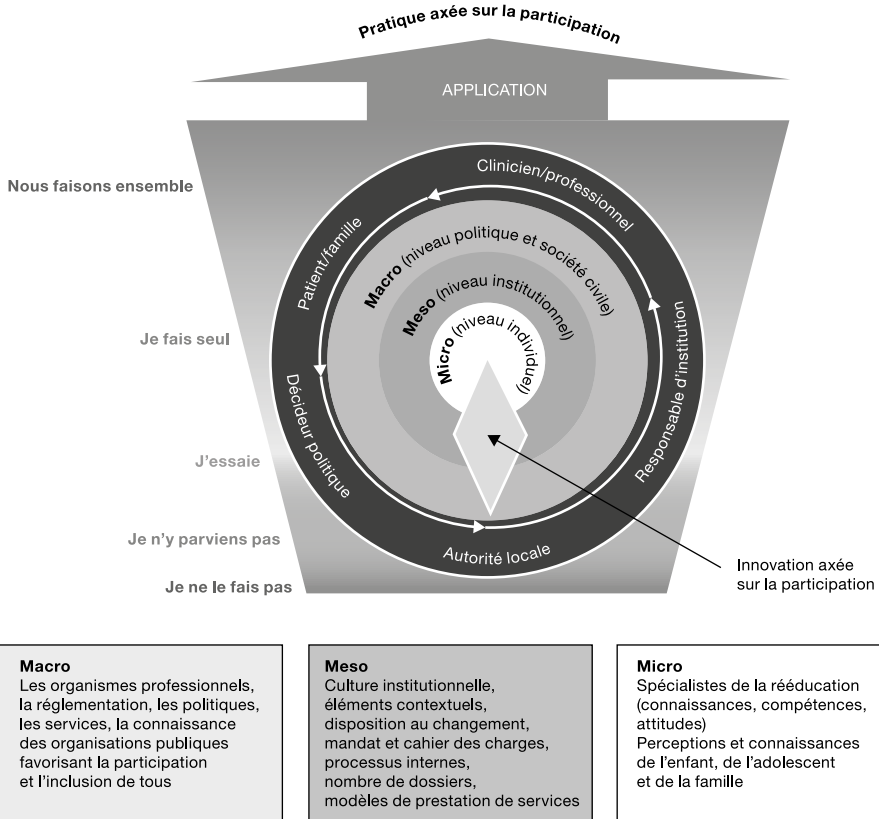 Pratique axée sur la participation
APPLICATION
Nous faisons ensemble
Je fais seul
J'essaie
Je n'y parviens pas
Je ne le fais pas
Clinicien/professionnel
Patient/famille
Décideur politique
Autorité locale
Responsable d'institution
Macro (niveau politique et société civile)
Meso (niveau institutionnel)
Micro (niveau individuel)
Innovation axée
sur la participation
Macro
Les organismes professionnels,
la réglementation, les politiques,
les services, la connaissance
des organisations publiques
favorisant la participation
et l'inclusion de tous
Meso
Culture institutionnelle,
éléments contextuels,
disposition au changement,
mandat et cahier des charges,
processus internes,
nombre de dossiers,
modèles de prestation de services
Micro
Spécialistes de la rééducation
(connaissances, compétences,
attitudes)
Perceptions et connaissances
de l'enfant, de l'adolescent
et de la famille